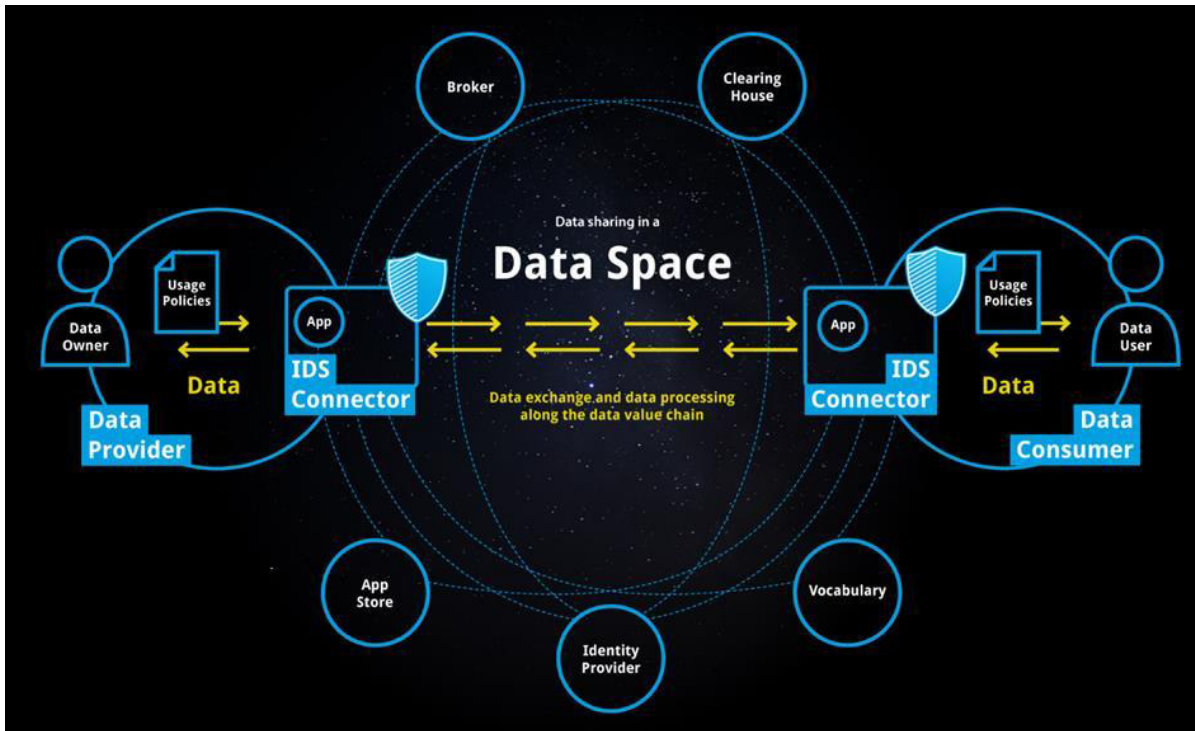 Broker
Clearing
House
Data sharing in a
Data Space
Data
Owner
Usage
Policies
Data
App
IDS
Connector
Data
Provider
Data exchange and data processing
along the data value chain
App
IDS
Connector
Usage
Policies
Data
Data
User
Data
Consumer
App
Store
Identity
Provider
Vocabulary